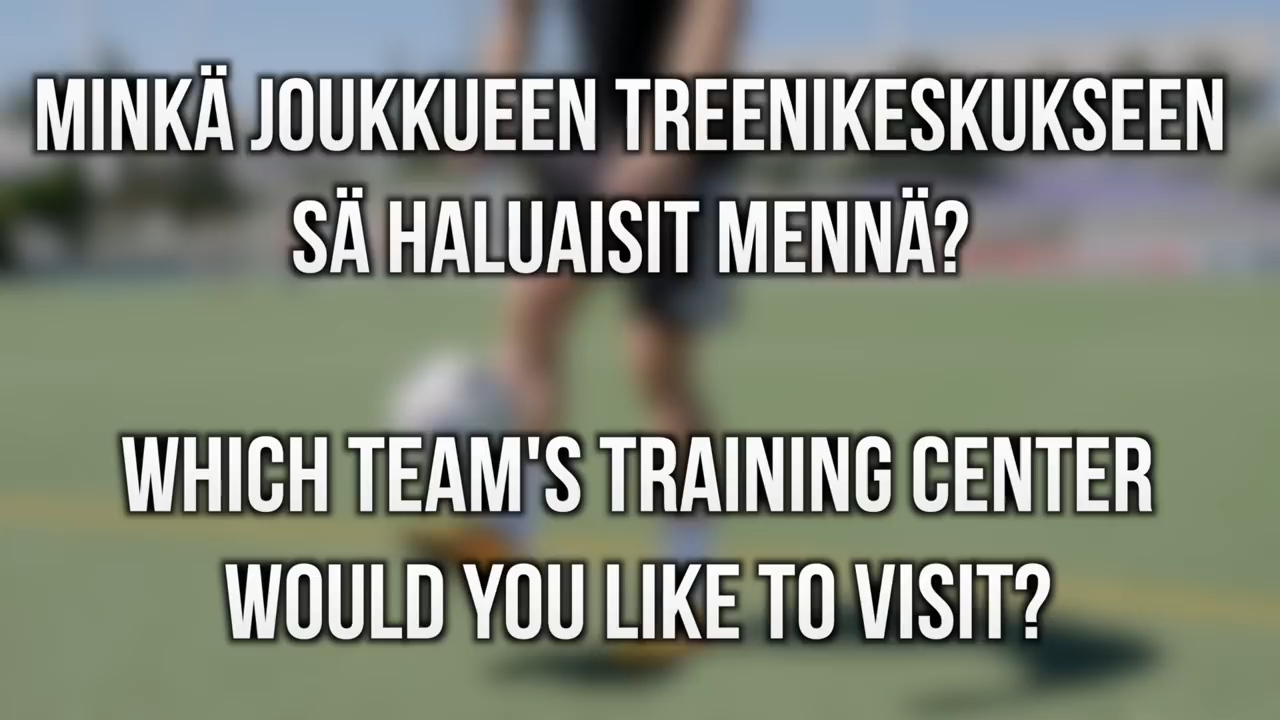 MINKÄ JOUKKUEEN TREENIKESKUKSEEN
SÄ HALUAISIT MENNÄ?
WHICH TEAM'S TRAINING CENTER
WOULD YOU LIKE TO VISIT?